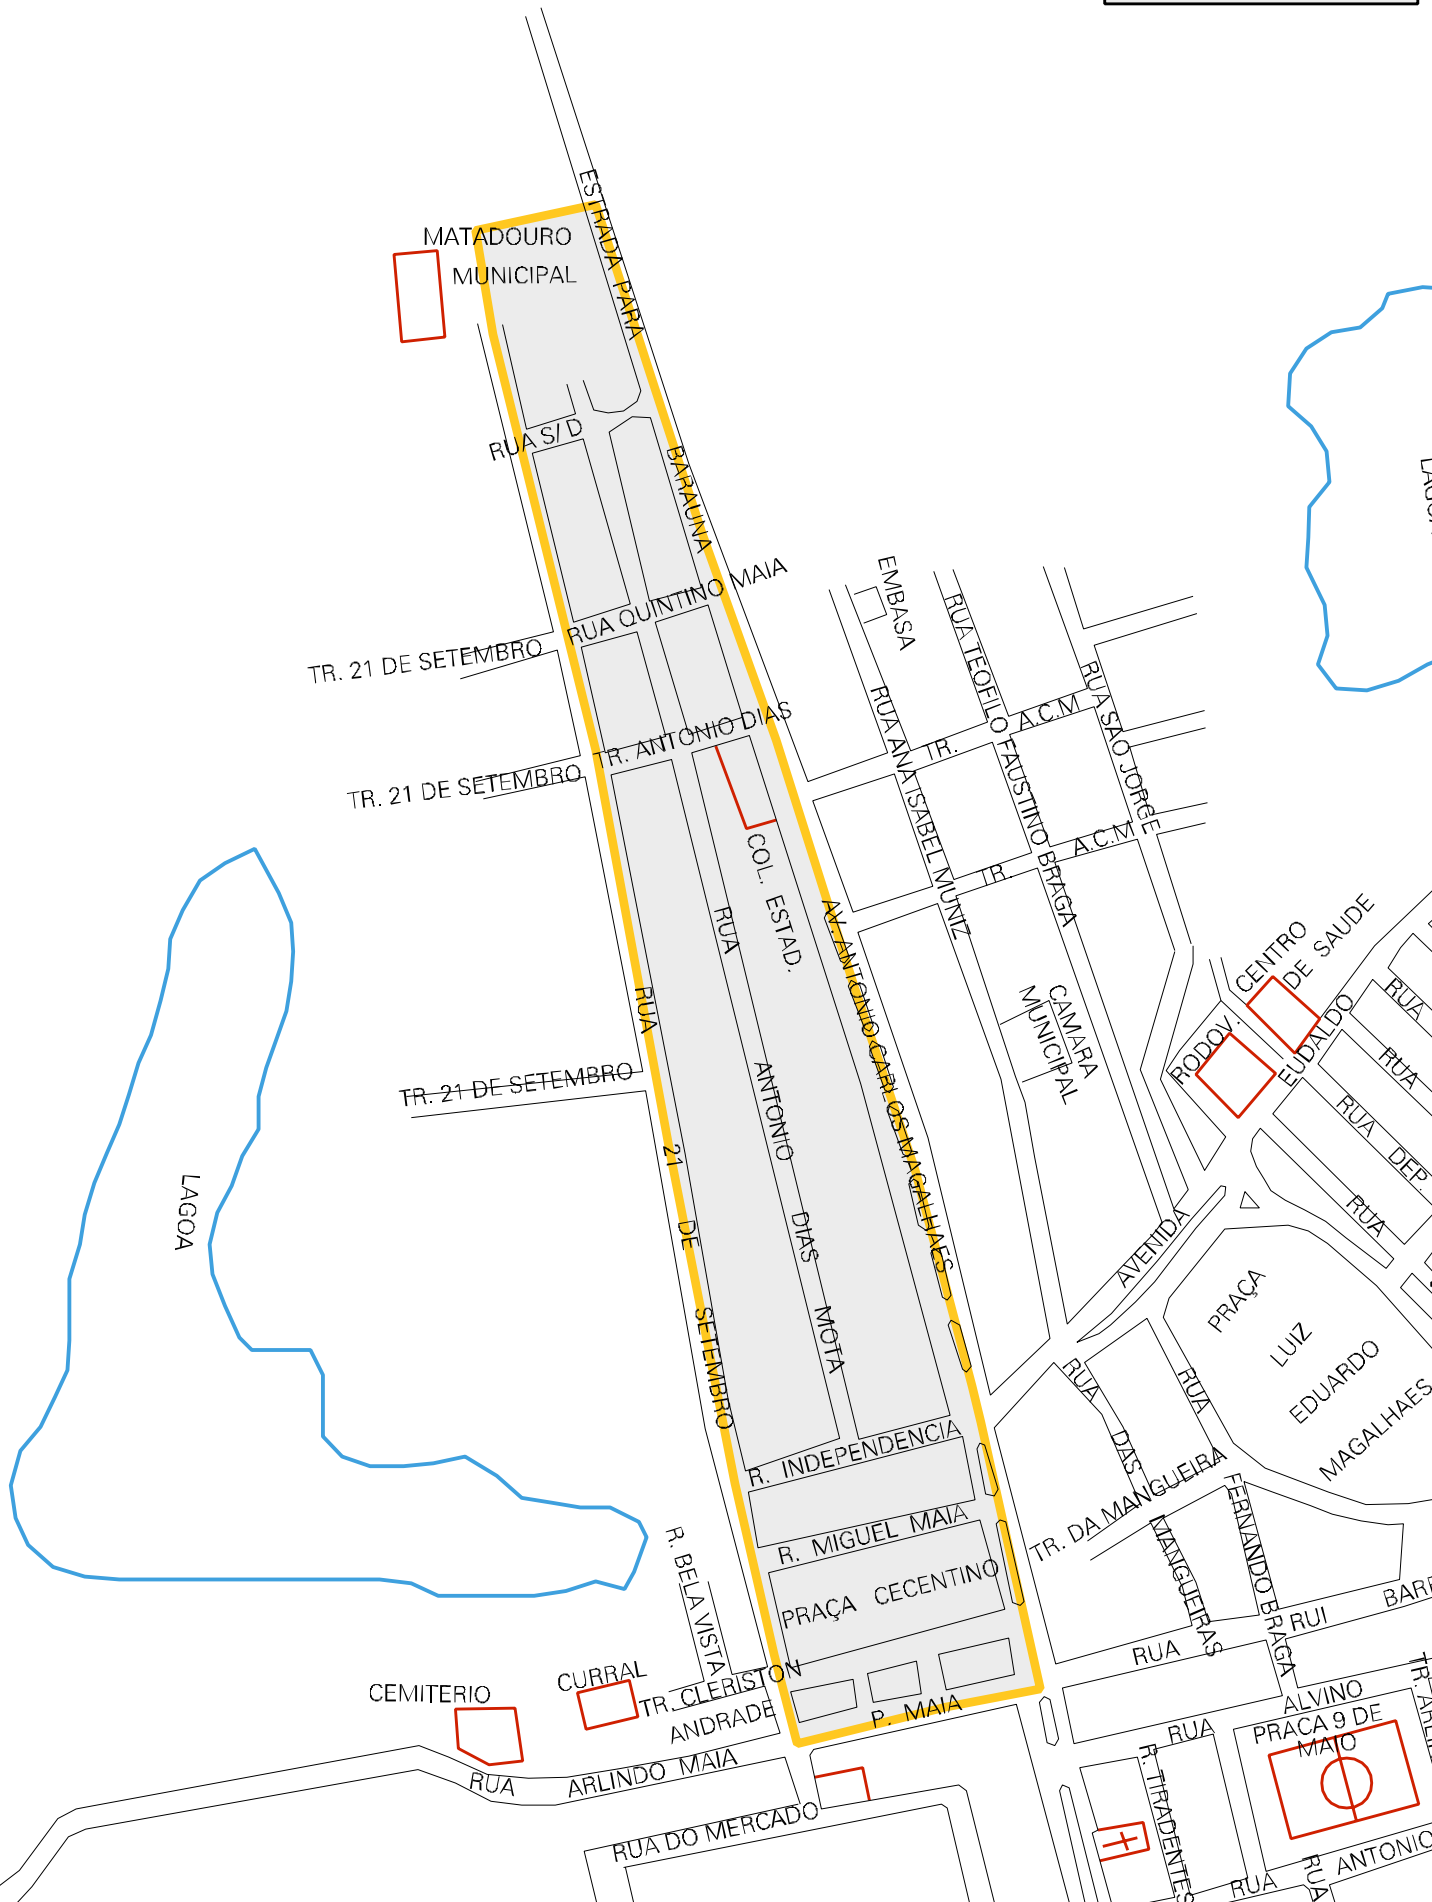 ESTRADA PARA
MATADOURO
MUNICIPAL
RUA S/D
BARAUNA
RUA QUINTINO MAIA
EMBASA
TR. 21 DE SETEMBRO
RUA TEOFILO FAUSTINO BRAGA
RUA SAO JORGE
RUA ANA ISABEL MUNIZ
TR. A.C.M
TR. ANTONIO DIAS
TR. 21 DE SETEMBRO
TR. A.C.M
COL. ESTAD.
AV. ANTONIO CARLOS MAGALHAES
RUA ANTONIO DIAS MOTA
RUA 21 DE SETEMBRO
CENTRO
DE SAUDE
CAMARA
MUNICIPAL
RODOV.
AVENIDA EUDALDO
RUA
RUA
RUA DEP.
RUA
TR. 21 DE SETEMBRO
LAGOA
PRAÇA
LUIZ
EDUARDO
MAGALHAES
RUA DAS MANGUEIRAS
RUA FERNANDO BRAGA
TR. DA MANGUEIRA
R. INDEPENDENCIA
R. MIGUEL MAIA
PRAÇA CECENTINO
R. BELA VISTA
RUA RUI
CURRAL
CEMITERIO
TR. CLERISTON
ANDRADE
P. MAIA
RUA ALVINO
PRACA 9 DE
MAIO
RUA ARLINDO MAIA
R. TIRADENTES
RUA DO MERCADO
RUA ANTONIO
RUA